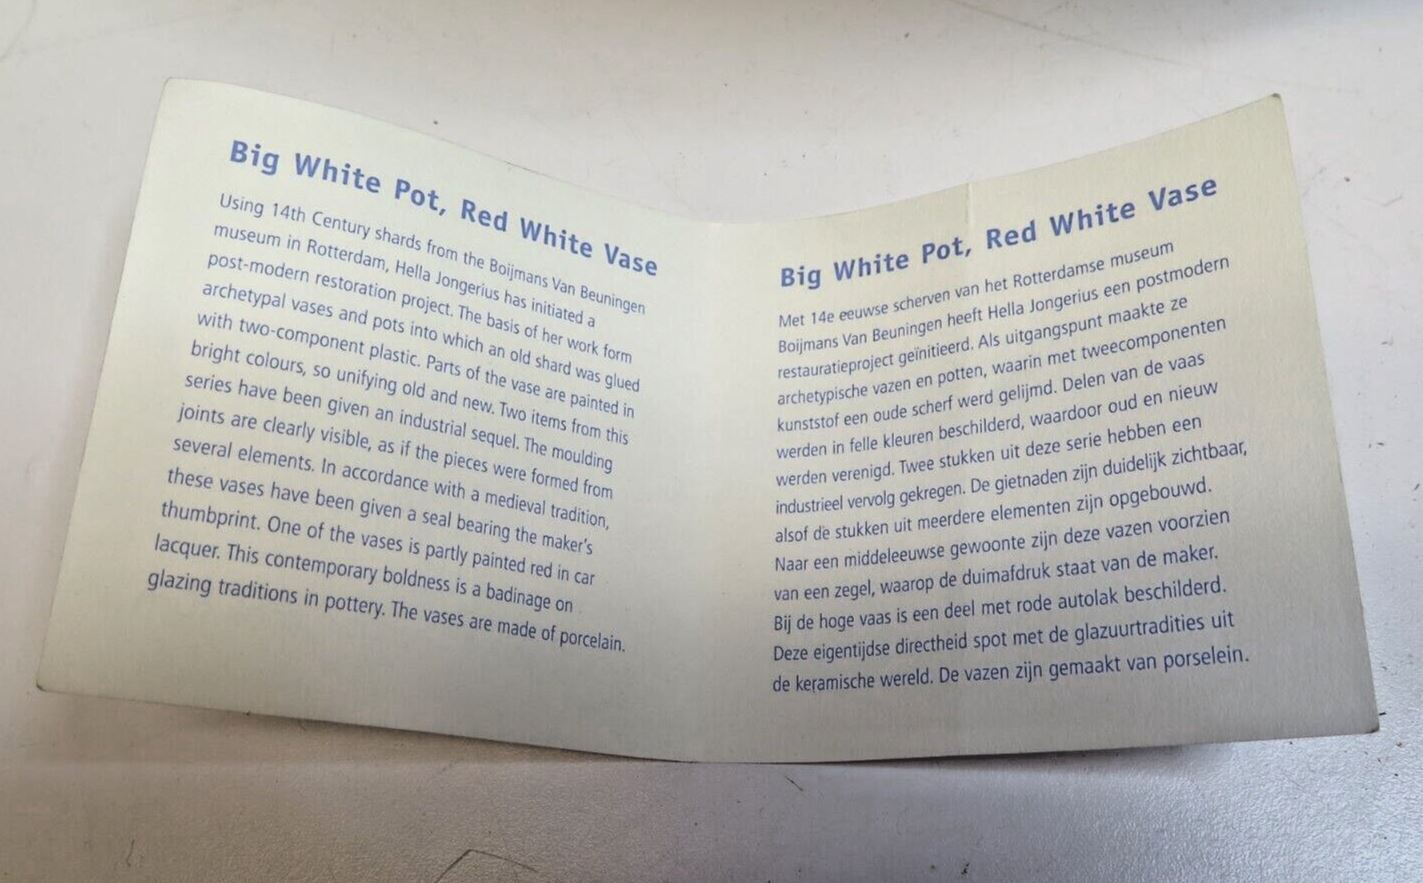 Big White Pot, Red White Vase
Using 14th Century shards from the Boijmans Van Beuningen
museum in Rotterdam, Hella Jongerius has initiated a
post-modern restoration project. The basis of her work form
archetypal vases and pots into which an old shard was glued
with two-component plastic. Parts of the vase are painted in
bright colours, so unifying old and new. Two items from this
series have been given an industrial sequel. The moulding
joints are clearly visible, as if the pieces were formed from
several elements. In accordance with a medieval tradition,
these vases have been given a seal bearing the maker's
thumbprint. One of the vases is partly painted red in car
lacquer. This contemporary boldness is a badinage on
glazing traditions in pottery. The vases are made of porcelain.
Big White Pot, Red White Vase
Met 14e eeuwse scherven van het Rotterdamse museum
Boijmans Van Beuningen heeft Hella Jongerius een postmodern
restauratieproject geïnitieerd. Als uitgangspunt maakte ze
archetypische vazen en potten, waarin met tweecomponenten
kunststof een oude scherf werd gelijmd. Delen van de vaas
werden in felle kleuren beschilderd, waardoor oud en nieuw
werden verenigd. Twee stukken uit deze serie hebben een
industrieel vervolg gekregen. De gietnaden zijn duidelijk zichtbaar,
alsof de stukken uit meerdere elementen zijn opgebouwd.
Naar een middeleeuwse gewoonte zijn deze vazen voorzien
van een zegel, waarop de duimafdruk staat van de maker.
Bij de hoge vaas is een deel met rode autolak beschilderd.
Deze eigentijdse directheid spot met de glazuurtradities uit
de keramische wereld. De vazen zijn gemaakt van porselein.